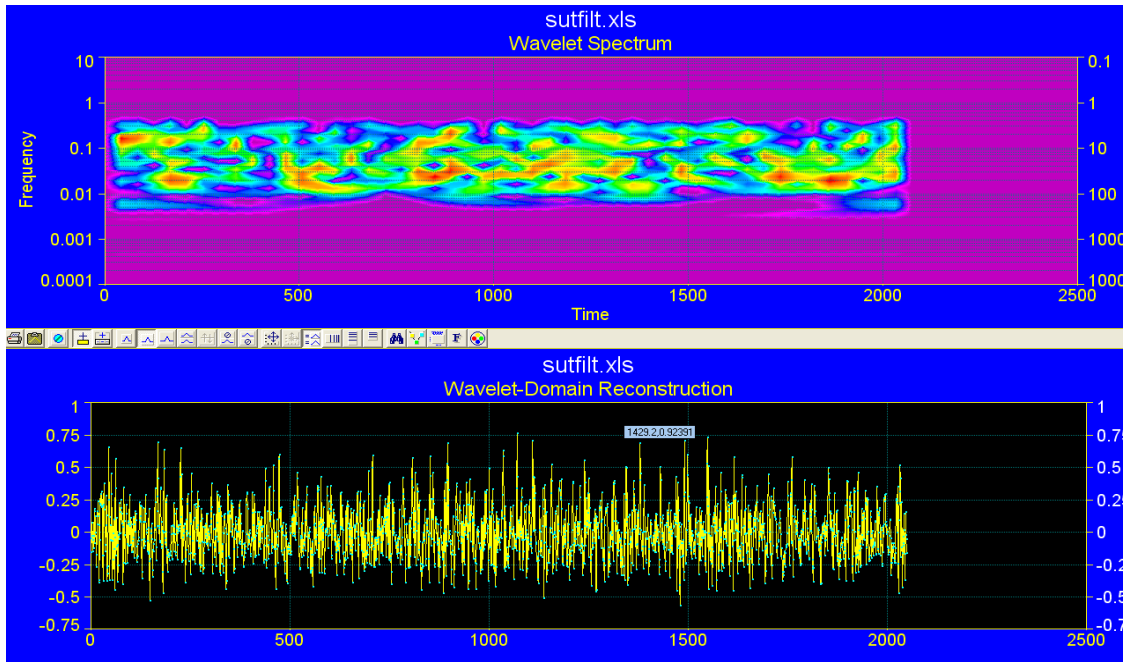 sutfilt.xls
Wavelet Spectrum
10 0.1
1 1
Frequency
0.1 10
0.01 100
0.001 1000
0.0001 1000
0 500 1000 1500 2000 2500
Time
F
sutfilt.xls
Wavelet-Domain Reconstruction
1 1
0.75 0.75
1429.2,0.92391
0.5 0.5
0.25 0.25
0 0
-0.25 -0.2
-0.5 -0.5
-0.75 -0.7
0 500 1000 1500 2000 2500